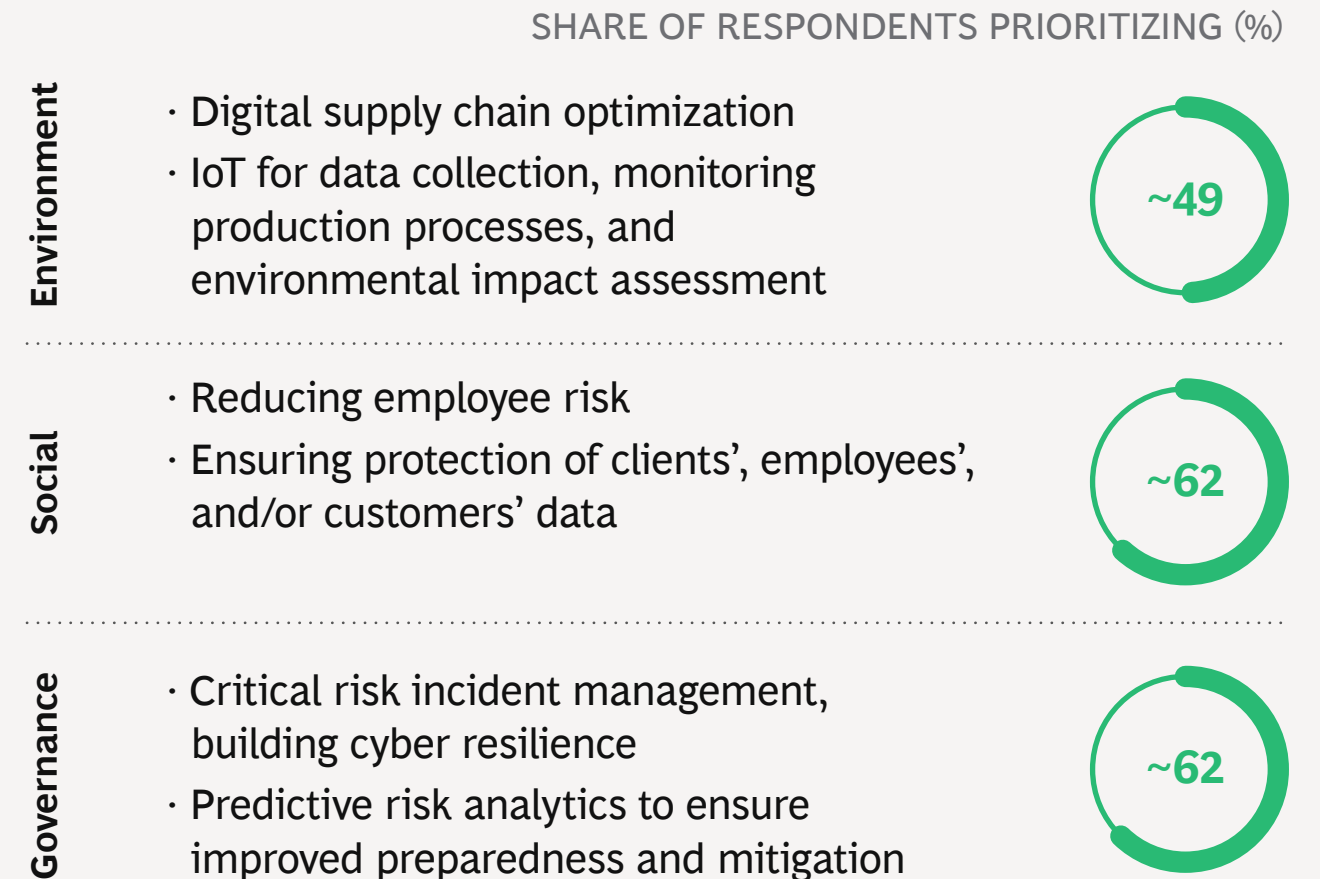 SHARE OF RESPONDENTS PRIORITIZING (%)
Environment
· Digital supply chain optimization
· IoT for data collection, monitoring
production processes, and
environmental impact assessment
~49
Social
· Reducing employee risk
· Ensuring protection of clients’, employees’,
and/or customers’ data
~62
Governance
· Critical risk incident management,
building cyber resilience
· Predictive risk analytics to ensure
improved preparedness and mitigation
~62